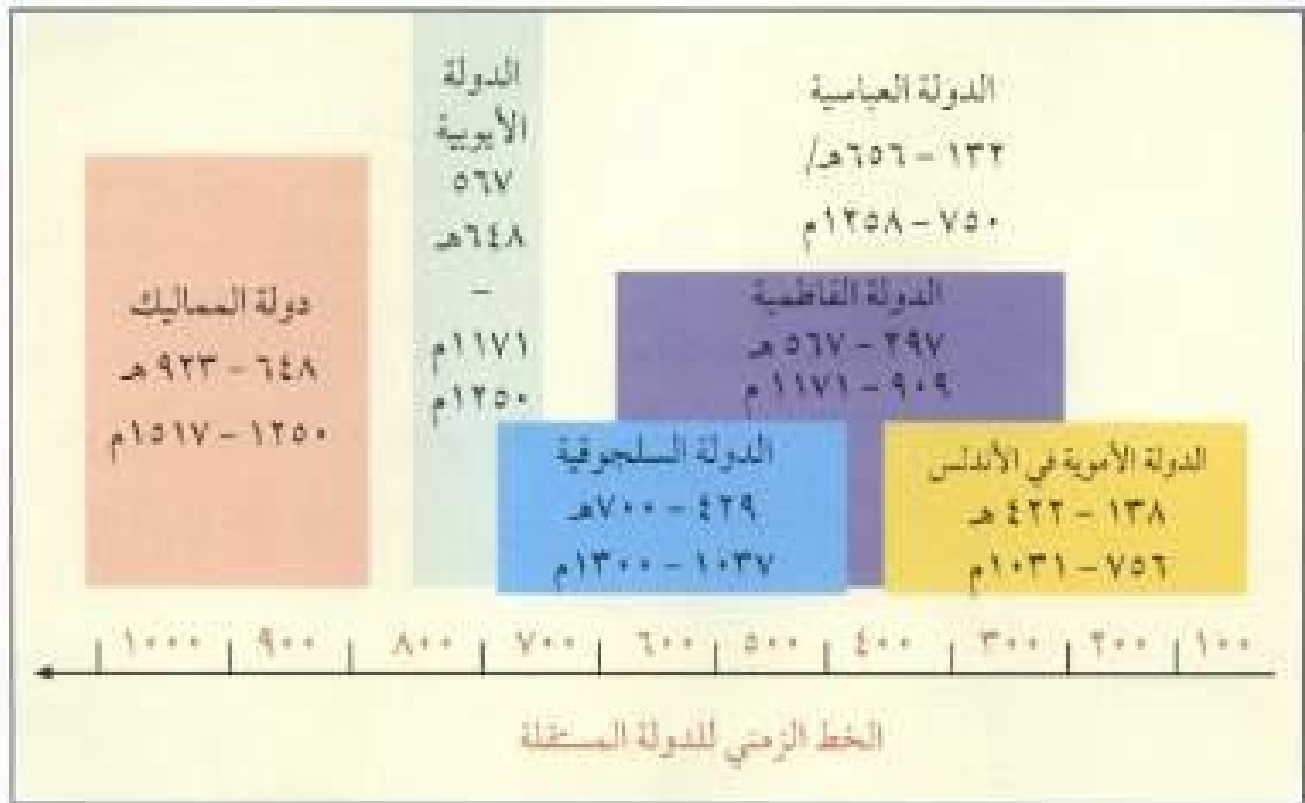 الدولة العباسية
١٣٢ – ٦٥٦هـ/
٧٥٠ – ١٢٥٨م
الدولة
الأيوبية
٥٦٧
٦٤٨هـ
–
١١٧١م
١٢٥٠م
دولة المماليك
٦٤٨ – ٩٢٣ هـ
١٢٥٠ – ١٥١٧م
الدولة الفاطمية
٢٩٧ – ٥٦٧ هـ
٩٠٩ – ١١٧١ م
الدولة الأموية في الأندلس
١٣٨ – ٤٢٢ هـ
٧٥٦ – ١٠٣١م
الدولة السلجوقية
٤٢٩ – ٧٠٠هـ
١٠٣٧ – ١٣٠٠م
١٠٠ ٢٠٠ ٣٠٠ ٤٠٠ ٥٠٠ ٦٠٠ ٧٠٠ ٨٠٠ ٩٠٠ ١٠٠٠
الخط الزمني للدولة المستقلة